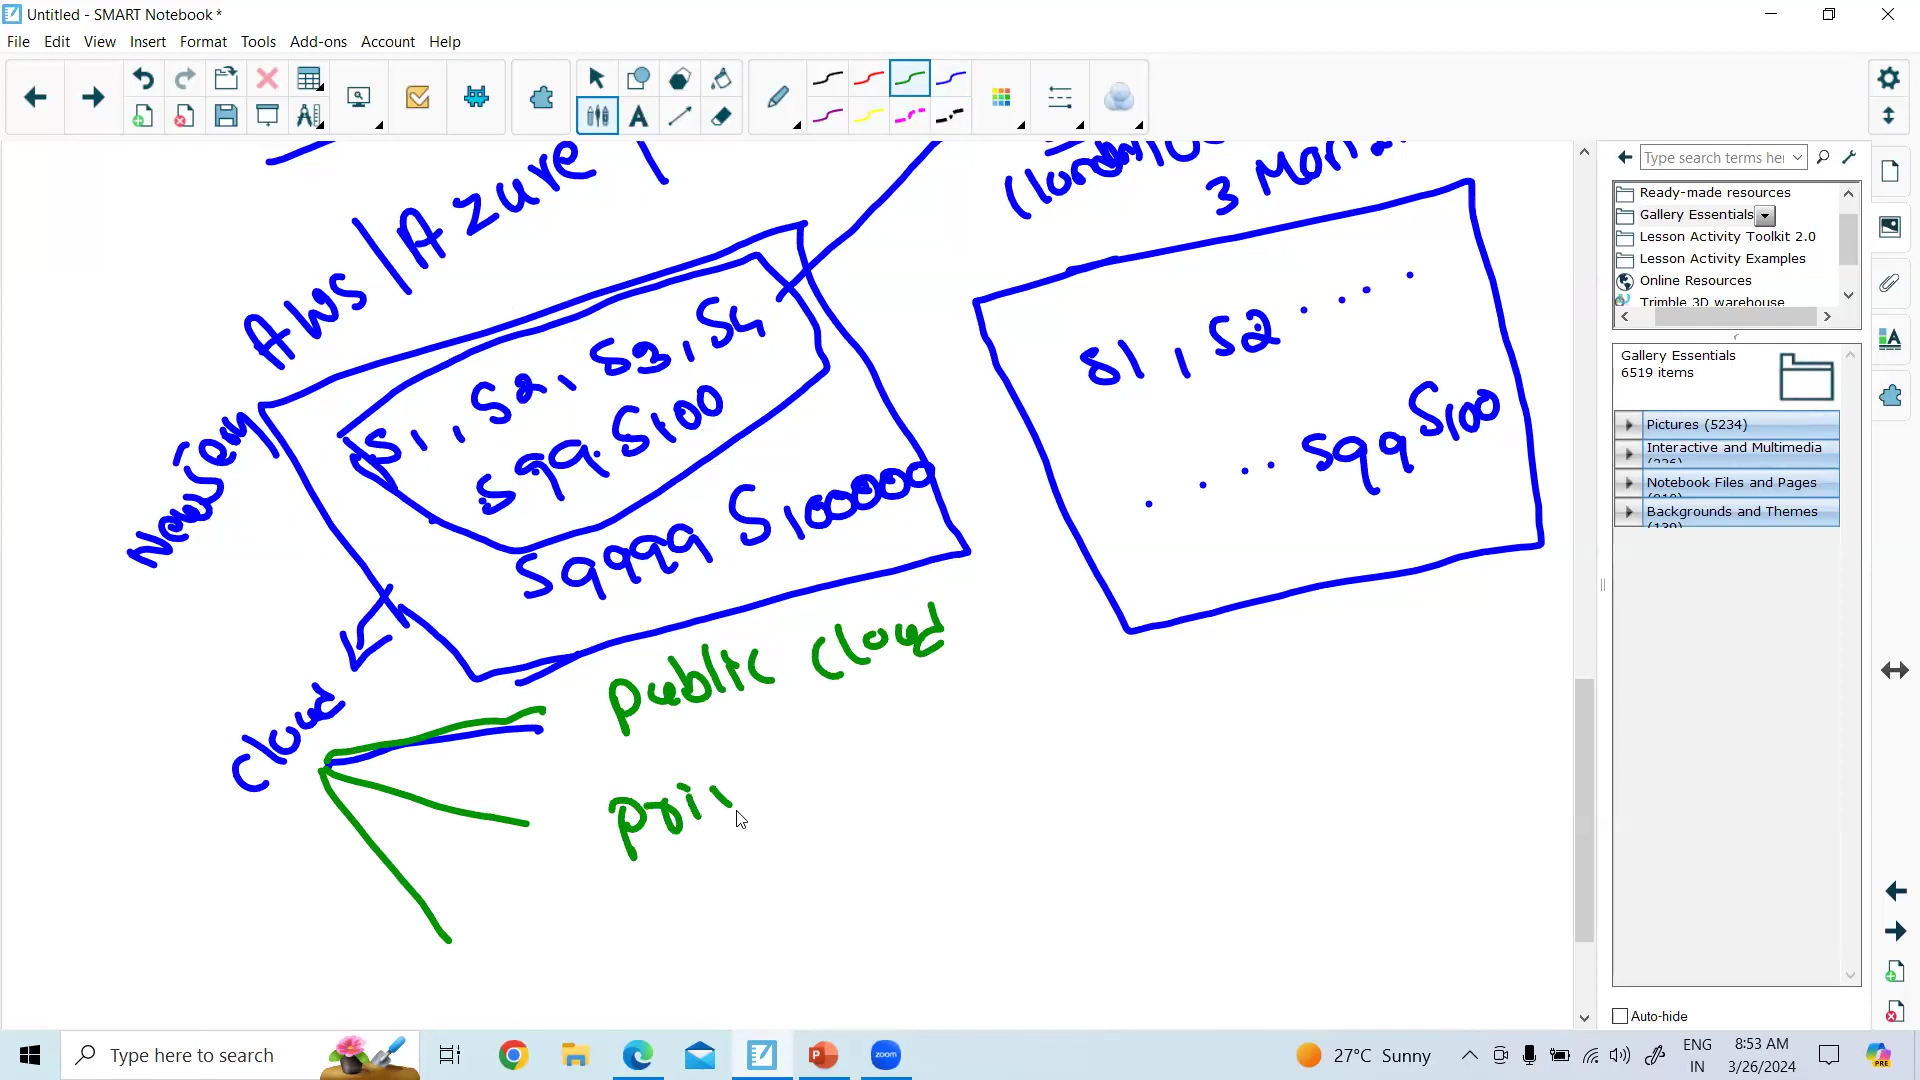 Untitled - SMART Notebook *
File Edit View Insert Format Tools Add-ons Account Help
Type search terms her
Ready-made resources
Gallery Essentials
Lesson Activity Toolkit 2.0
Lesson Activity Examples
Online Resources
Trimble 3D warehouse
Gallery Essentials
6519 items
Pictures (5234)
Interactive and Multimedia
Notebook Files and Pages
Backgrounds and Themes
Auto-hide
AWS / Azure
3
S1, S2, S3, S4
S99, S100
S9999 S100000
S1, S2 . . . .
. . . . S99 S100
Cloud
public cloud
pri
Type here to search
zoom
27°C Sunny
ENG
IN
8:53 AM
3/26/2024
PRE